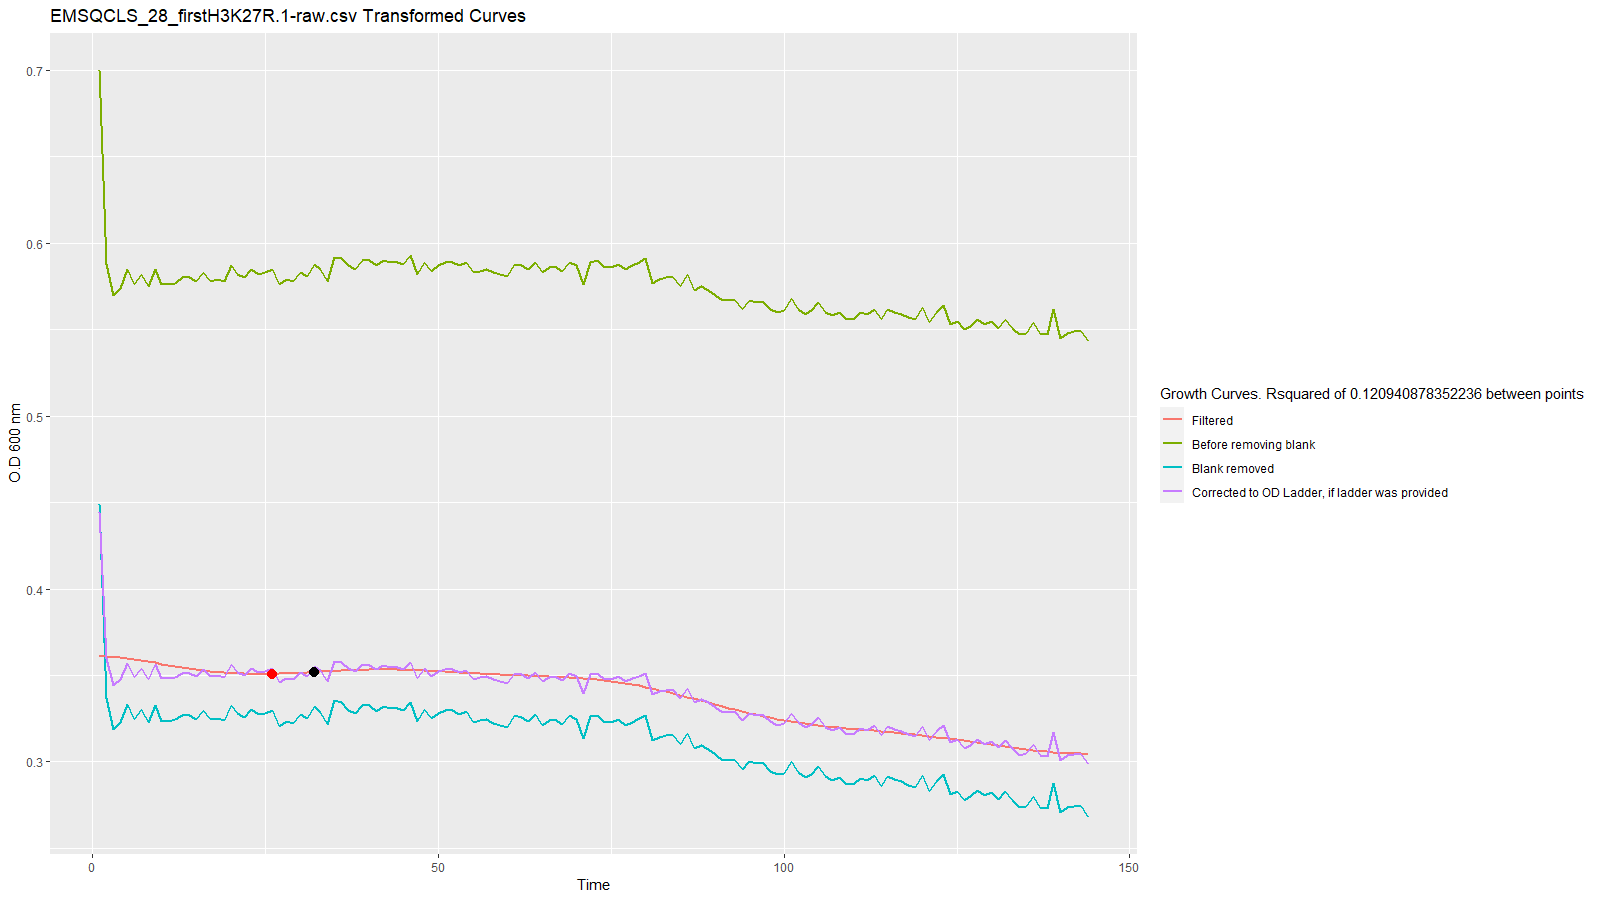 EMSQCLS_28_firstH3K27R.1-raw.csv Transformed Curves
0.7
0.6
0.5
0.4
0.3
O.D 600 nm
0
50
100
150
Time
Growth Curves. Rsquared of 0.120940878352236 between points
Filtered
Before removing blank
Blank removed
Corrected to OD Ladder, if ladder was provided